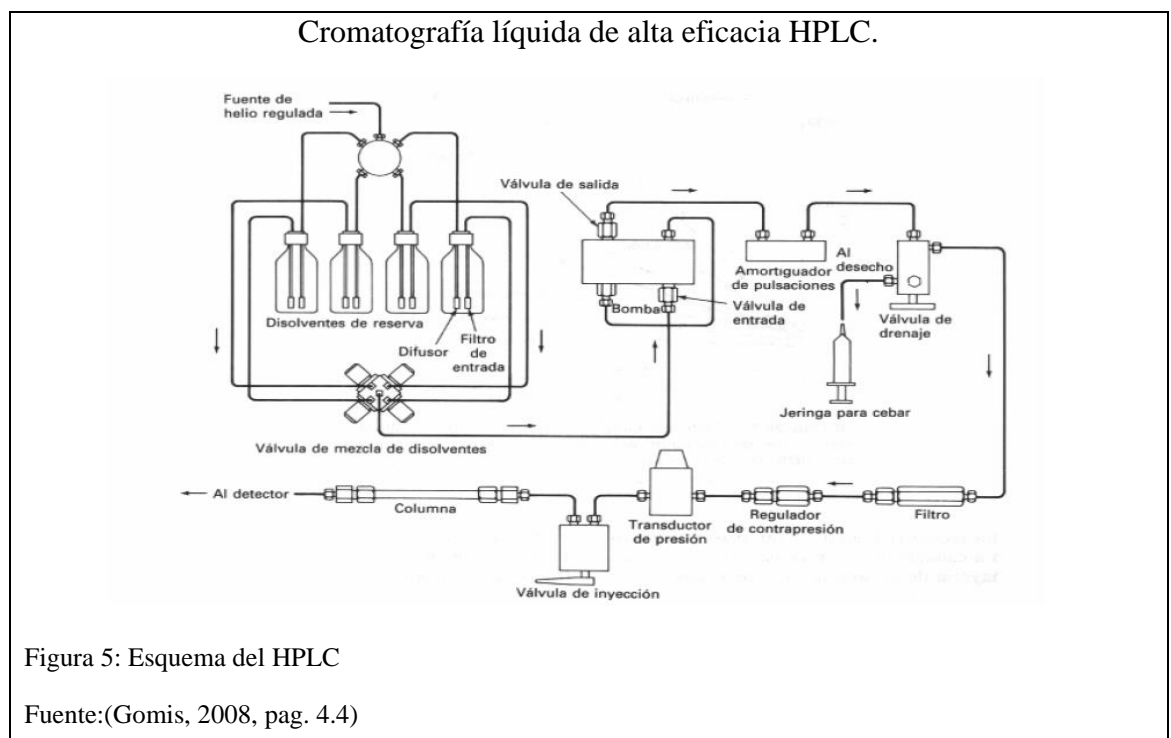 Cromatografía líquida de alta eficacia HPLC.
Fuente de
helio regulada
Válvula de salida
Al
desecho
Amortiguador
de pulsaciones
Bomba
Válvula de
entrada
Válvula de
drenaje
Disolventes de reserva
Difusor
Filtro
de
entrada
Jeringa para cebar
Válvula de mezcla de disolventes
Al detector
Columna
Transductor
de presión
Regulador
de contrapresión
Filtro
Válvula de inyección
Figura 5: Esquema del HPLC
Fuente:(Gomis, 2008, pag. 4.4)